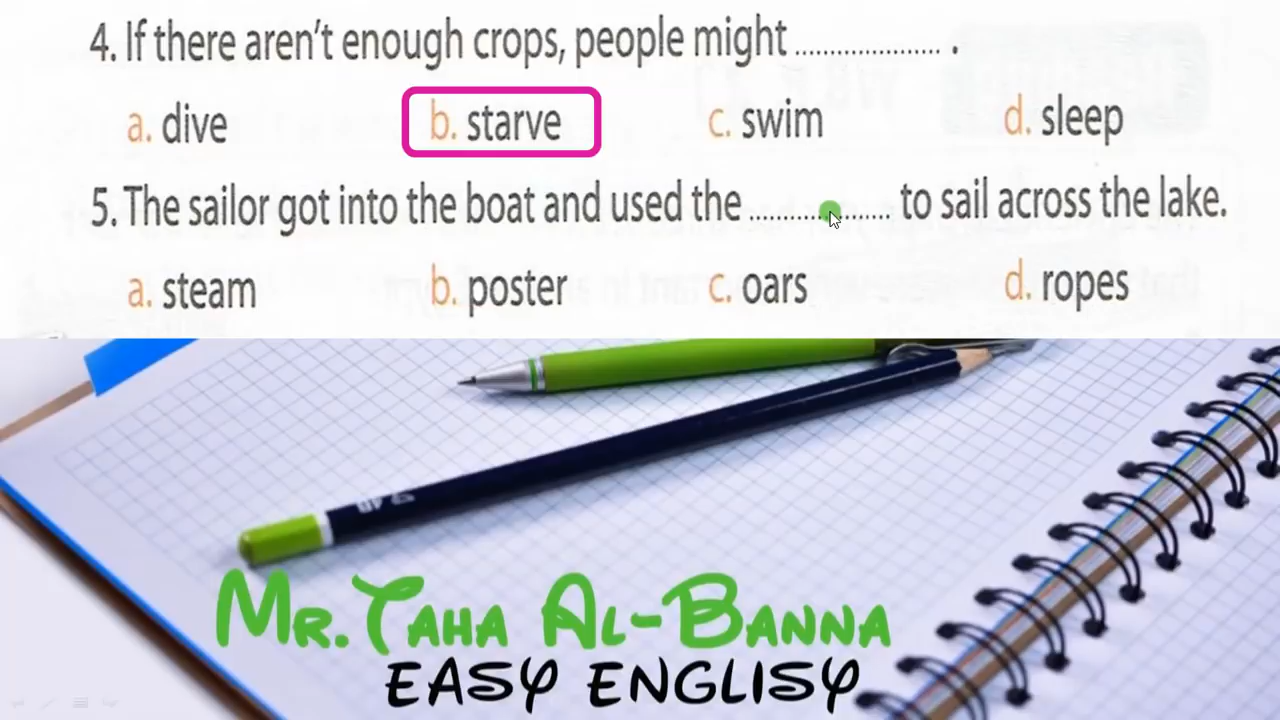 4. If there aren't enough crops, people might ..................... .
a. dive b. starve c. swim d. sleep
5. The sailor got into the boat and used the ..................... to sail across the lake.
a. steam b. poster c. oars d. ropes
MR. TAHA AL-BANNA
EASY ENGLISY